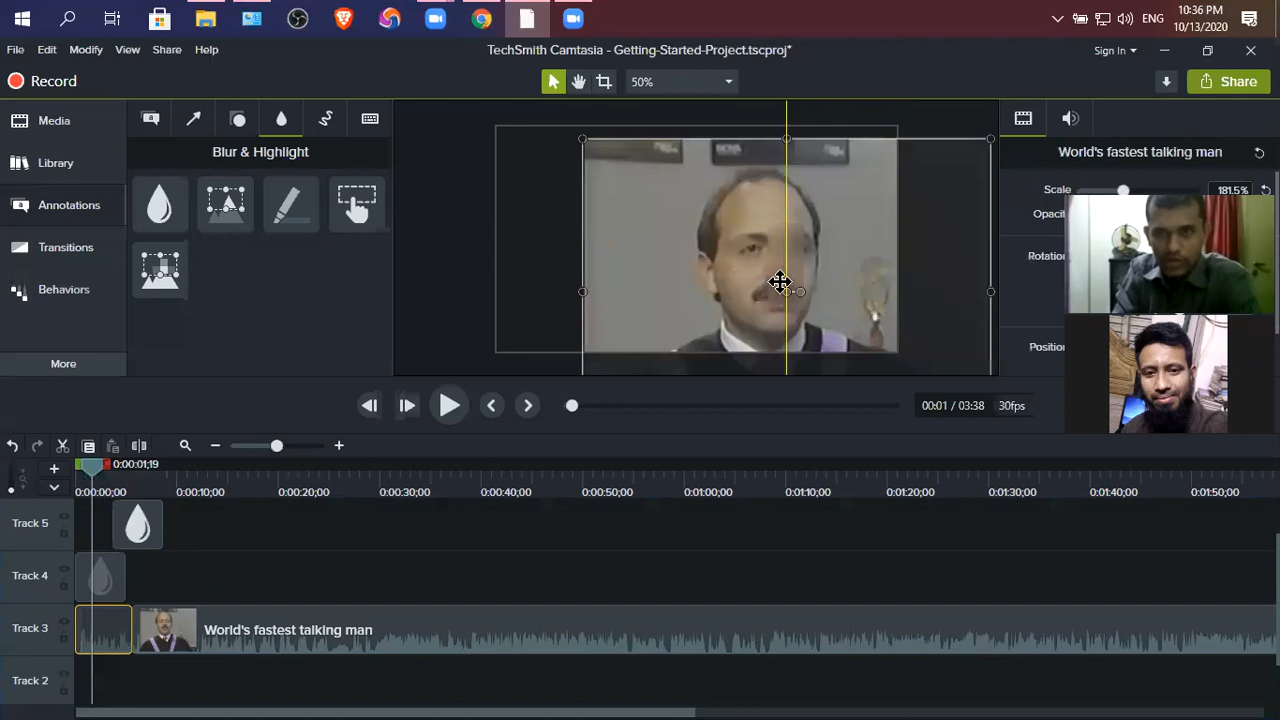 10:36 PM
ENG
10/13/2020
File Edit Modify View Share Help
TechSmith Camtasia - Getting-Started-Project.tscproj*
Sign In
Record
50%
Share
Media
Library
Annotations
Transitions
Behaviors
More
Blur & Highlight
World's fastest talking man
Scale
181.5%
Opaci
Rotation
Position
00:01 / 03:38 30fps
0:00:01;19
0:00:00;00 0:00:10;00 0:00:20;00 0:00:30;00 0:00:40;00 0:00:50;00 0:01:00;00 0:01:10;00 0:01:20;00 0:01:30;00 0:01:40;00 0:01:50;00
Track 5
Track 4
Track 3
World's fastest talking man
Track 2